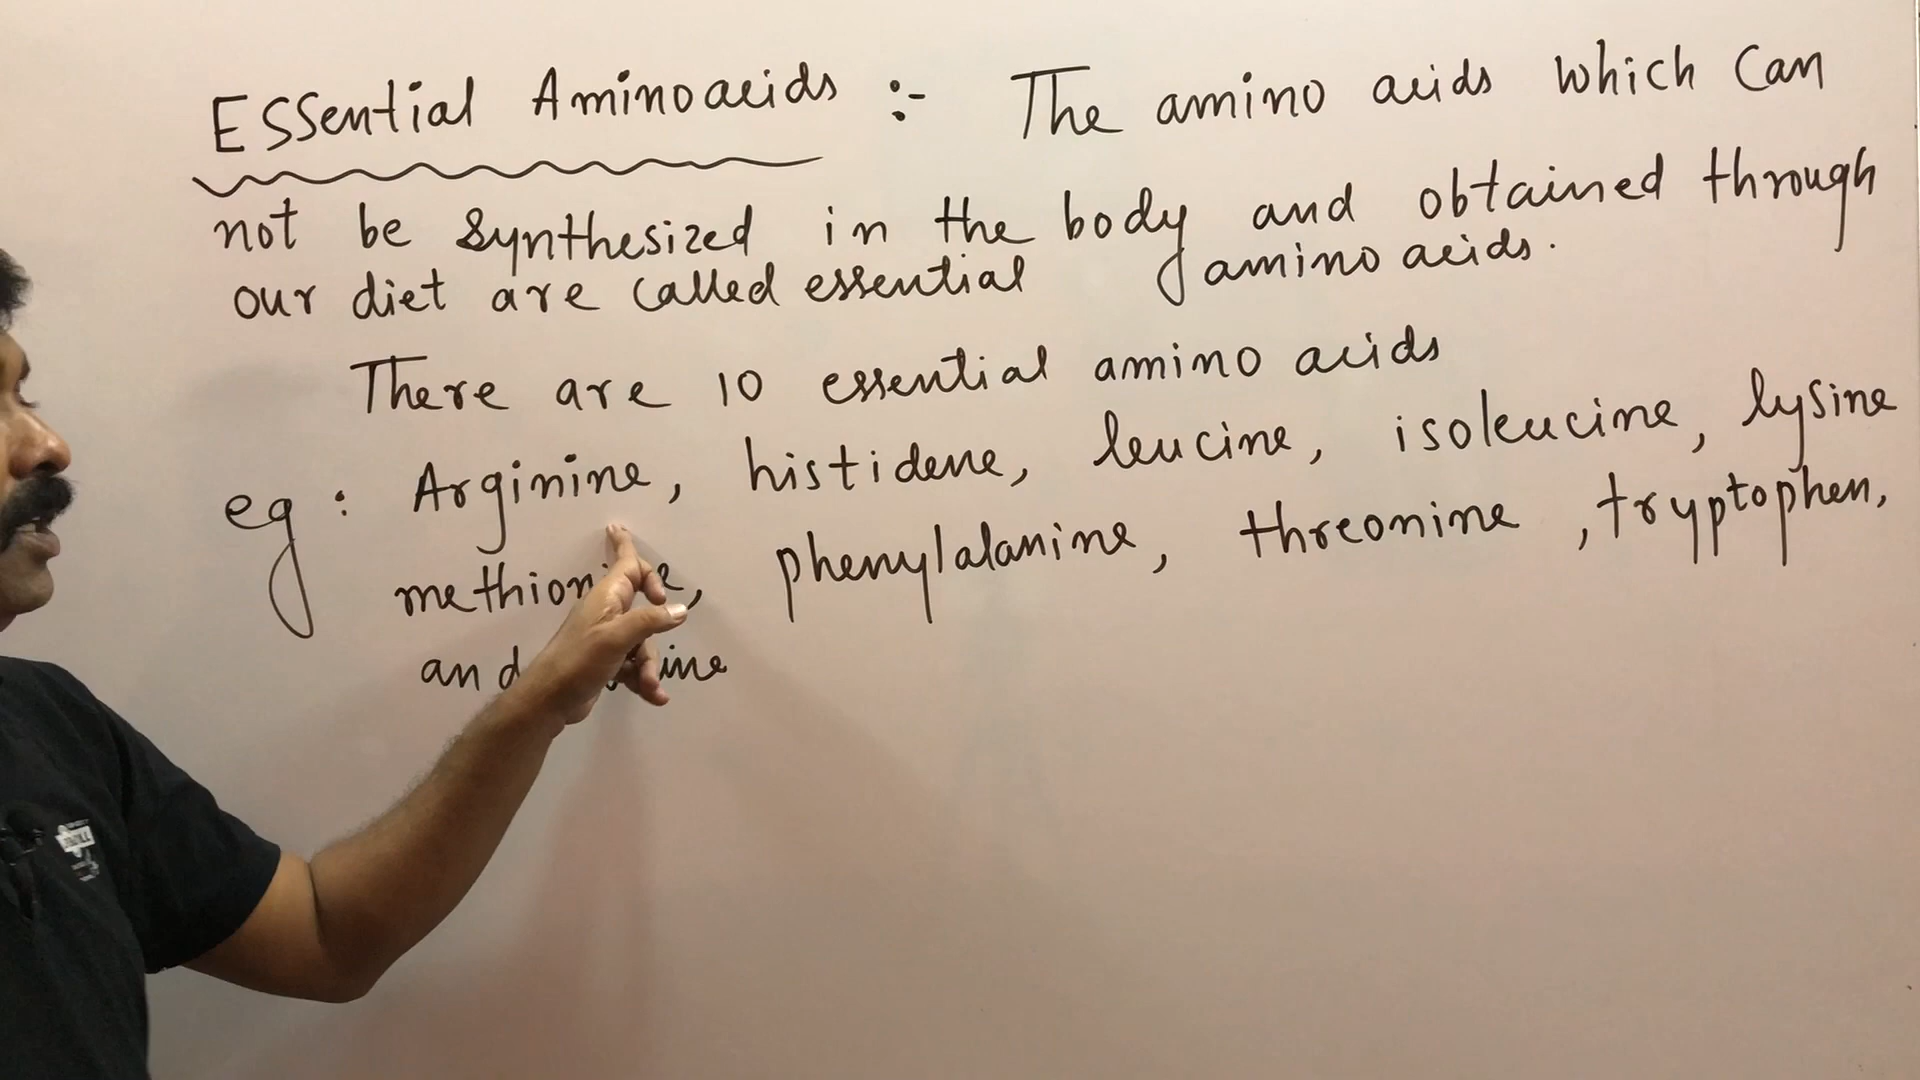 Essential Aminoacids :- The amino acids which can
not be synthesized in the body and obtained through
our diet are called essential amino acids.
There are 10 essential amino acids
eg : Arginine, histidene, leucine, isoleucine, lysine
phenylalanine, threonine, tryptophen,
and